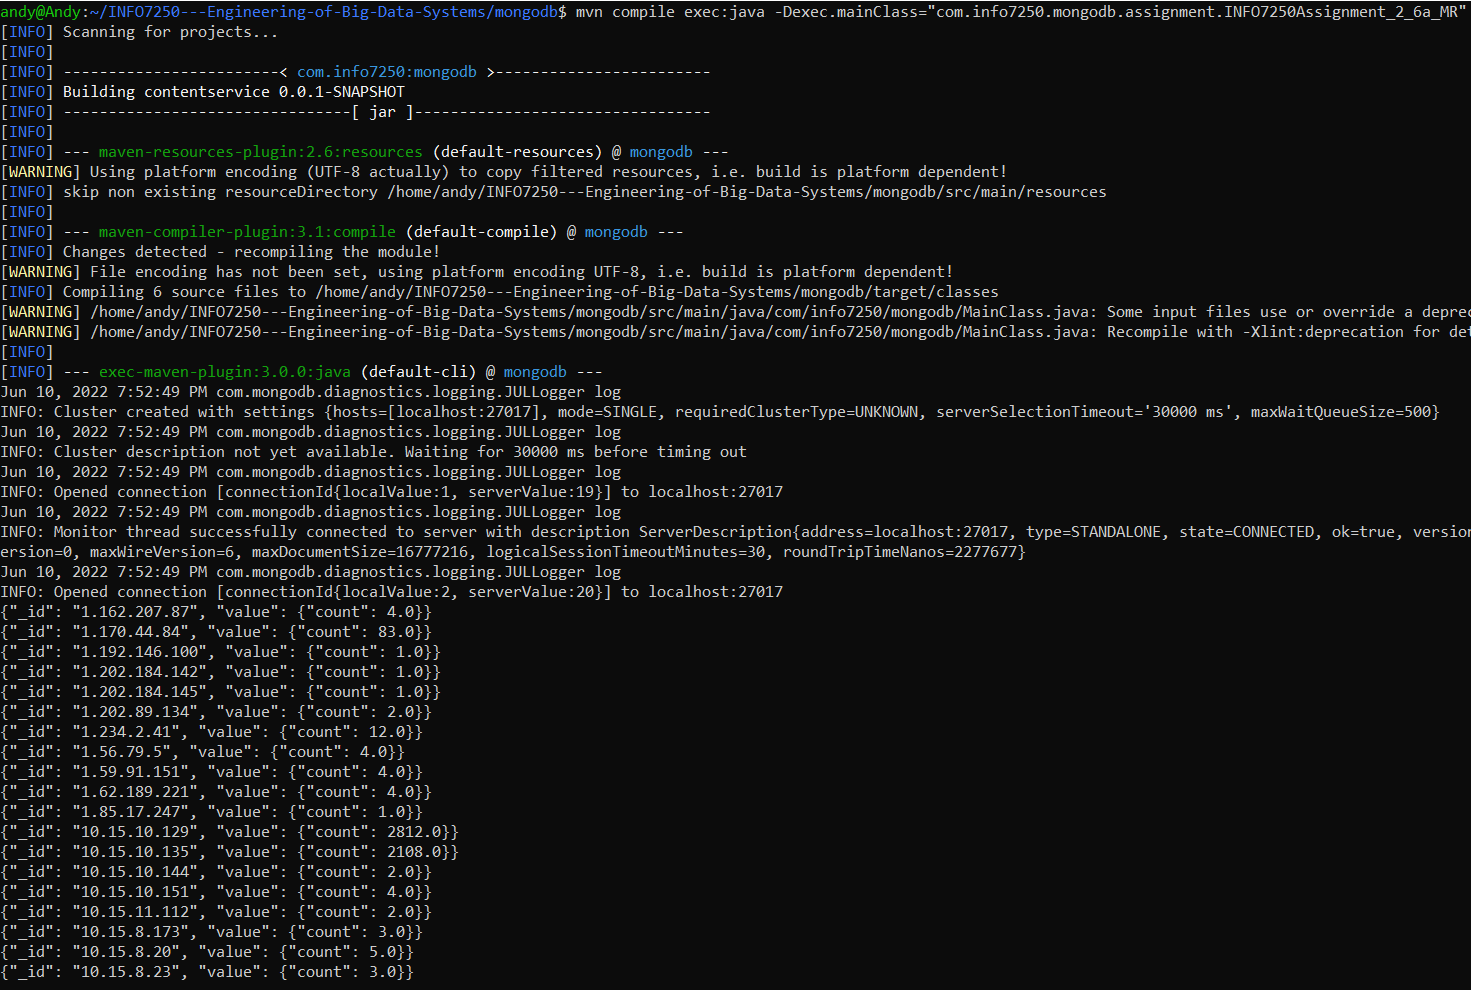 andy@Andy:~/INFO7250---Engineering-of-Big-Data-Systems/mongodb$ mvn compile exec:java -Dexec.mainClass="com.info7250.mongodb.assignment.INFO7250Assignment_2_6a_MR"
[INFO] Scanning for projects...
[INFO]
[INFO] ------------------------< com.info7250:mongodb >------------------------
[INFO] Building contentservice 0.0.1-SNAPSHOT
[INFO] --------------------------------[ jar ]---------------------------------
[INFO]
[INFO] --- maven-resources-plugin:2.6:resources (default-resources) @ mongodb ---
[WARNING] Using platform encoding (UTF-8 actually) to copy filtered resources, i.e. build is platform dependent!
[INFO] skip non existing resourceDirectory /home/andy/INFO7250---Engineering-of-Big-Data-Systems/mongodb/src/main/resources
[INFO]
[INFO] --- maven-compiler-plugin:3.1:compile (default-compile) @ mongodb ---
[INFO] Changes detected - recompiling the module!
[WARNING] File encoding has not been set, using platform encoding UTF-8, i.e. build is platform dependent!
[INFO] Compiling 6 source files to /home/andy/INFO7250---Engineering-of-Big-Data-Systems/mongodb/target/classes
[WARNING] /home/andy/INFO7250---Engineering-of-Big-Data-Systems/mongodb/src/main/java/com/info7250/mongodb/MainClass.java: Some input files use or override a deprec
[WARNING] /home/andy/INFO7250---Engineering-of-Big-Data-Systems/mongodb/src/main/java/com/info7250/mongodb/MainClass.java: Recompile with -Xlint:deprecation for det
[INFO]
[INFO] --- exec-maven-plugin:3.0.0:java (default-cli) @ mongodb ---
Jun 10, 2022 7:52:49 PM com.mongodb.diagnostics.logging.JULLogger log
INFO: Cluster created with settings {hosts=[localhost:27017], mode=SINGLE, requiredClusterType=UNKNOWN, serverSelectionTimeout='30000 ms', maxWaitQueueSize=500}
Jun 10, 2022 7:52:49 PM com.mongodb.diagnostics.logging.JULLogger log
INFO: Cluster description not yet available. Waiting for 30000 ms before timing out
Jun 10, 2022 7:52:49 PM com.mongodb.diagnostics.logging.JULLogger log
INFO: Opened connection [connectionId{localValue:1, serverValue:19}] to localhost:27017
Jun 10, 2022 7:52:49 PM com.mongodb.diagnostics.logging.JULLogger log
INFO: Monitor thread successfully connected to server with description ServerDescription{address=localhost:27017, type=STANDALONE, state=CONNECTED, ok=true, version
ersion=0, maxWireVersion=6, maxDocumentSize=16777216, logicalSessionTimeoutMinutes=30, roundTripTimeNanos=2277677}
Jun 10, 2022 7:52:49 PM com.mongodb.diagnostics.logging.JULLogger log
INFO: Opened connection [connectionId{localValue:2, serverValue:20}] to localhost:27017
{"_id": "1.162.207.87", "value": {"count": 4.0}}
{"_id": "1.170.44.84", "value": {"count": 83.0}}
{"_id": "1.192.146.100", "value": {"count": 1.0}}
{"_id": "1.202.184.142", "value": {"count": 1.0}}
{"_id": "1.202.184.145", "value": {"count": 1.0}}
{"_id": "1.202.89.134", "value": {"count": 2.0}}
{"_id": "1.234.2.41", "value": {"count": 12.0}}
{"_id": "1.56.79.5", "value": {"count": 4.0}}
{"_id": "1.59.91.151", "value": {"count": 4.0}}
{"_id": "1.62.189.221", "value": {"count": 4.0}}
{"_id": "1.85.17.247", "value": {"count": 1.0}}
{"_id": "10.15.10.129", "value": {"count": 2812.0}}
{"_id": "10.15.10.135", "value": {"count": 2108.0}}
{"_id": "10.15.10.144", "value": {"count": 2.0}}
{"_id": "10.15.10.151", "value": {"count": 4.0}}
{"_id": "10.15.11.112", "value": {"count": 2.0}}
{"_id": "10.15.8.173", "value": {"count": 3.0}}
{"_id": "10.15.8.20", "value": {"count": 5.0}}
{"_id": "10.15.8.23", "value": {"count": 3.0}}